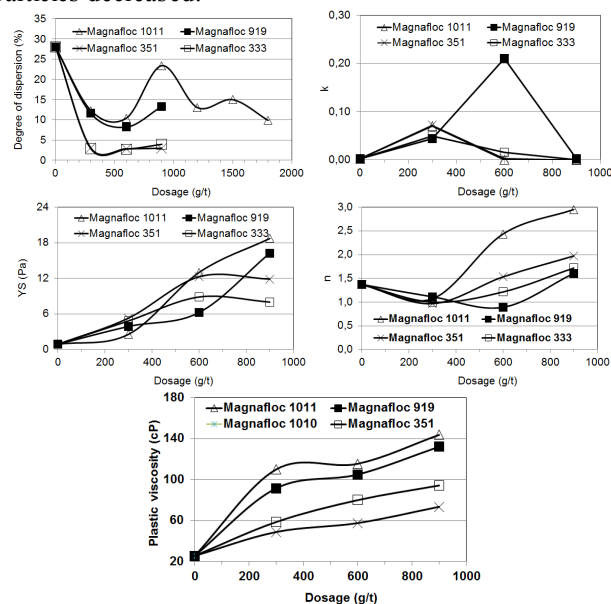 articles decreased.
Magnafloc 1011 Magnafloc 919
Magnafloc 351 Magnafloc 333
Degree of dispersion (%)
35
30
25
20
15
10
5
0
0 600 1200 1800
Dosage (g/t)
Magnafloc 1011 Magnafloc 919
Magnafloc 351 Magnafloc 333
k
0,30
0,20
0,10
0,00
0 200 400 600 800 1000
Dosage (g/t)
Magnafloc 1011 Magnafloc 919
Magnafloc 351 Magnafloc 333
YS (Pa)
24
18
12
6
0
0 200 400 600 800 1000
Dosage (g/t)
n
3,0
2,5
2,0
1,5
1,0
0,5
0,0
Magnafloc 1011 Magnafloc 919
Magnafloc 351 Magnafloc 333
0 200 400 600 800 1000
Dosage (g/t)
Magnafloc 1011 Magnafloc 919
Magnafloc 1010 Magnafloc 351
Plastic viscosity (cP)
180
140
100
60
20
0 200 400 600 800 1000
Dosage (g/t)